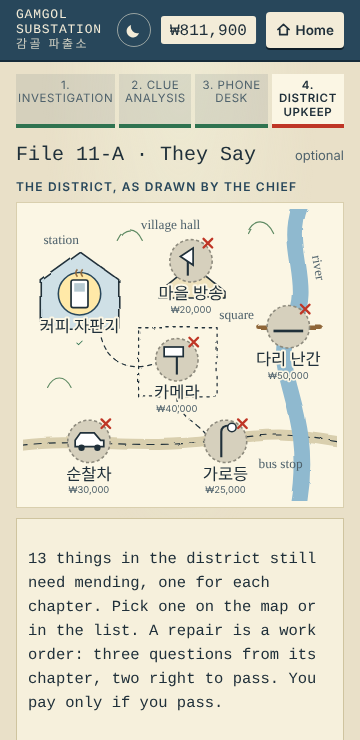 GAMGOL
SUBSTATION
감골 파출소
₩811,900
Home
1.
INVESTIGATION
2. CLUE
ANALYSIS
3. PHONE
DESK
4.
DISTRICT
UPKEEP
File 11-A · They Say
optional
THE DISTRICT, AS DRAWN BY THE CHIEF
village hall
station
river
마을 방송
₩20,000
square
커피 자판기
다리 난간
₩50,000
카메라
₩40,000
순찰차
₩30,000
가로등
₩25,000
bus stop
13 things in the district still
need mending, one for each
chapter. Pick one on the map or
in the list. A repair is a work
order: three questions from its
chapter, two right to pass. You
pay only if you pass.